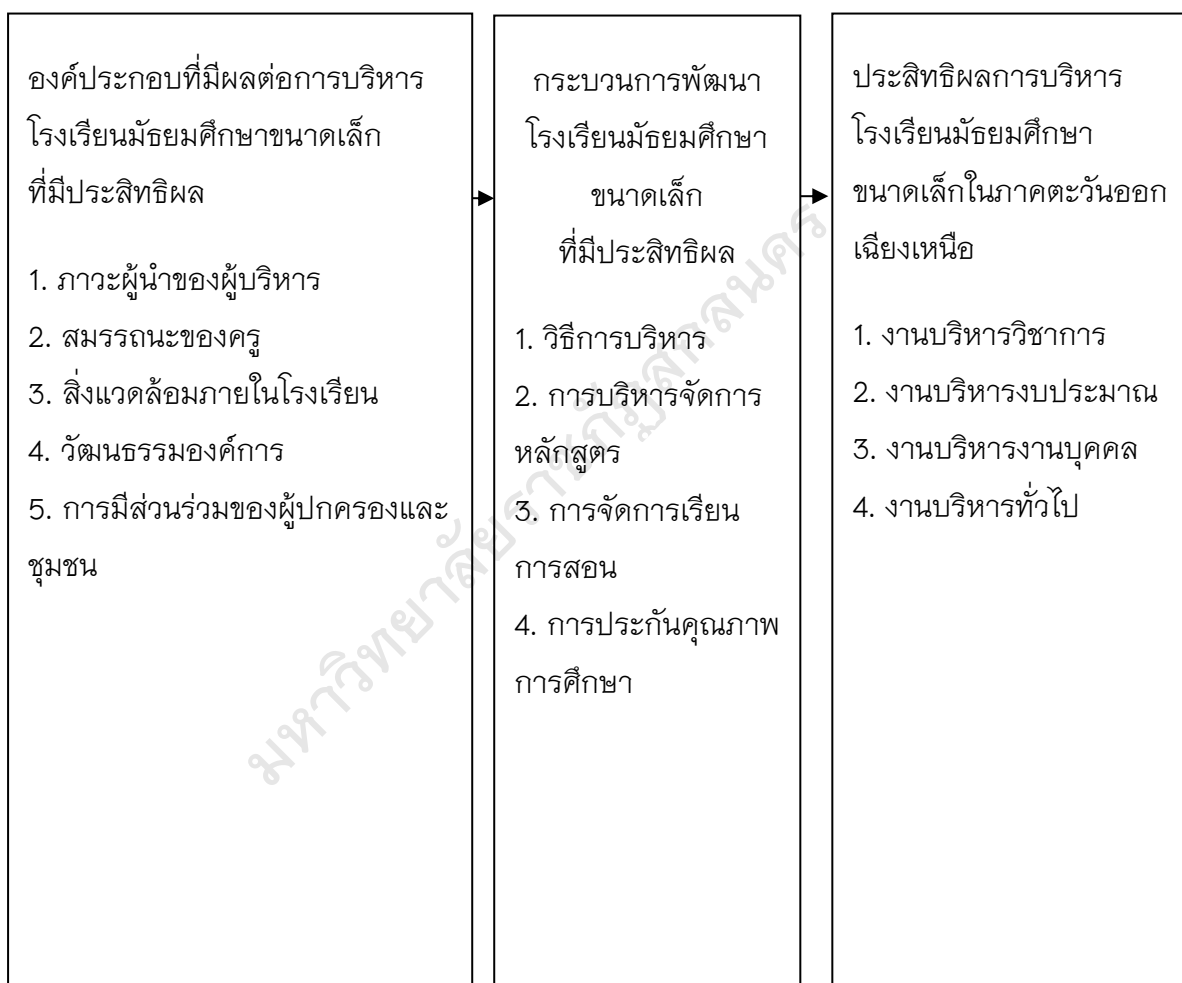 องค์ประกอบที่มีผลต่อการบริหาร
โรงเรียนมัธยมศึกษาขนาดเล็ก
ที่มีประสิทธิผล
1. ภาวะผู้นำของผู้บริหาร
2. สมรรถนะของครู
3. สิ่งแวดล้อมภายในโรงเรียน
4. วัฒนธรรมองค์การ
5. การมีส่วนร่วมของผู้ปกครองและ
ชุมชน
กระบวนการพัฒนา
โรงเรียนมัธยมศึกษา
ขนาดเล็ก
ที่มีประสิทธิผล
1. วิธีการบริหาร
2. การบริหารจัดการ
หลักสูตร
3. การจัดการเรียน
การสอน
4. การประกันคุณภาพ
การศึกษา
ประสิทธิผลการบริหาร
โรงเรียนมัธยมศึกษา
ขนาดเล็กในภาคตะวันออก
เฉียงเหนือ
1. งานบริหารวิชาการ
2. งานบริหารงบประมาณ
3. งานบริหารงานบุคคล
4. งานบริหารทั่วไป
มหาวิทยาลัยราชภัฏสกลนคร